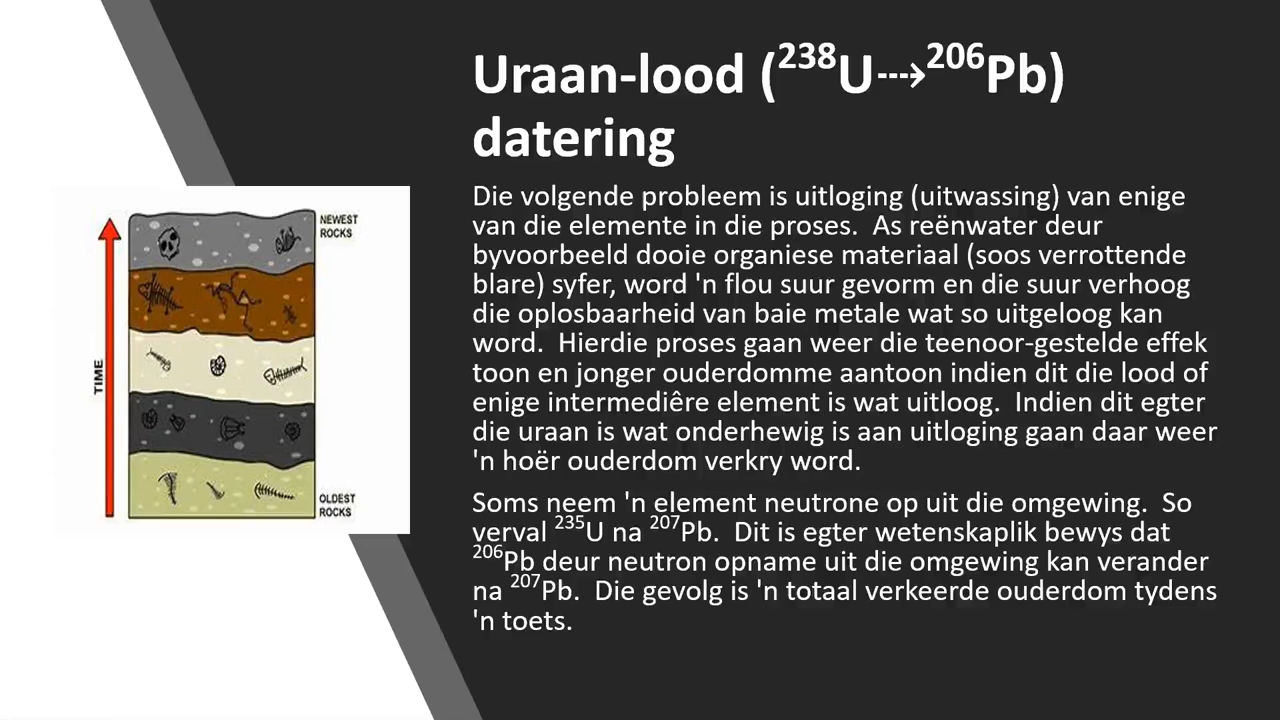 Uraan-lood (²³⁸U⤏²⁰⁶Pb)
datering
Die volgende probleem is uitloging (uitwassing) van enige
van die elemente in die proses.  As reënwater deur
byvoorbeeld dooie organiese materiaal (soos verrottende
blare) syfer, word 'n flou suur gevorm en die suur verhoog
die oplosbaarheid van baie metale wat so uitgeloog kan
word.  Hierdie proses gaan weer die teenoor-gestelde effek
toon en jonger ouderdomme aantoon indien dit die lood of
enige intermediêre element is wat uitloog.  Indien dit egter
die uraan is wat onderhewig is aan uitloging gaan daar weer
'n hoër ouderdom verkry word.
Soms neem 'n element neutrone op uit die omgewing.  So
verval ²³⁵U na ²⁰⁷Pb.  Dit is egter wetenskaplik bewys dat
²⁰⁶Pb deur neutron opname uit die omgewing kan verander
na ²⁰⁷Pb.  Die gevolg is 'n totaal verkeerde ouderdom tydens
'n toets.
NEWEST
ROCKS
TIME
OLDEST
ROCKS